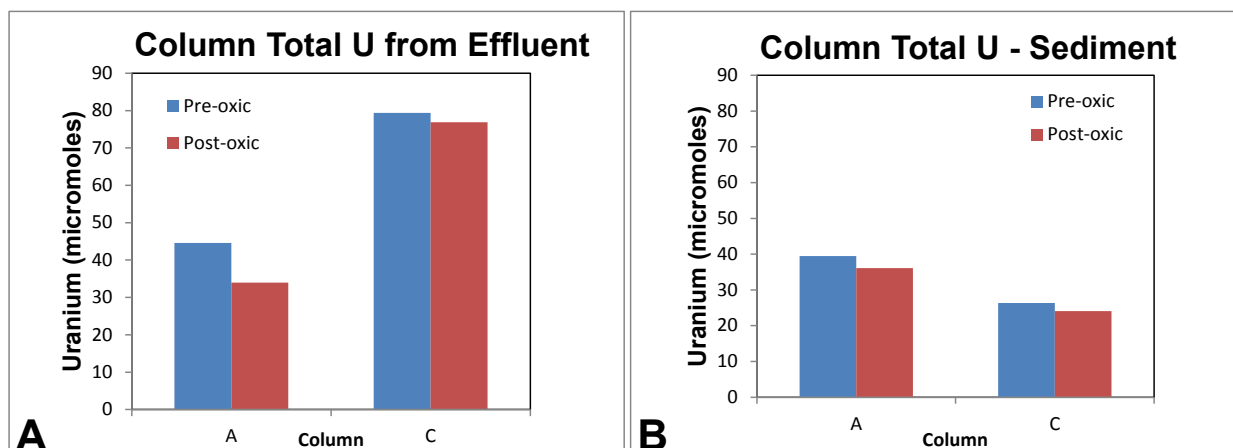 Column Total U from Effluent
90
80
70
60
50
40
30
20
10
0
Uranium (micromoles)
Pre-oxic
Post-oxic
A
C
Column
A
Column Total U - Sediment
90
80
70
60
50
40
30
20
10
0
Uranium (micromoles)
Pre-oxic
Post-oxic
A
C
Column
B